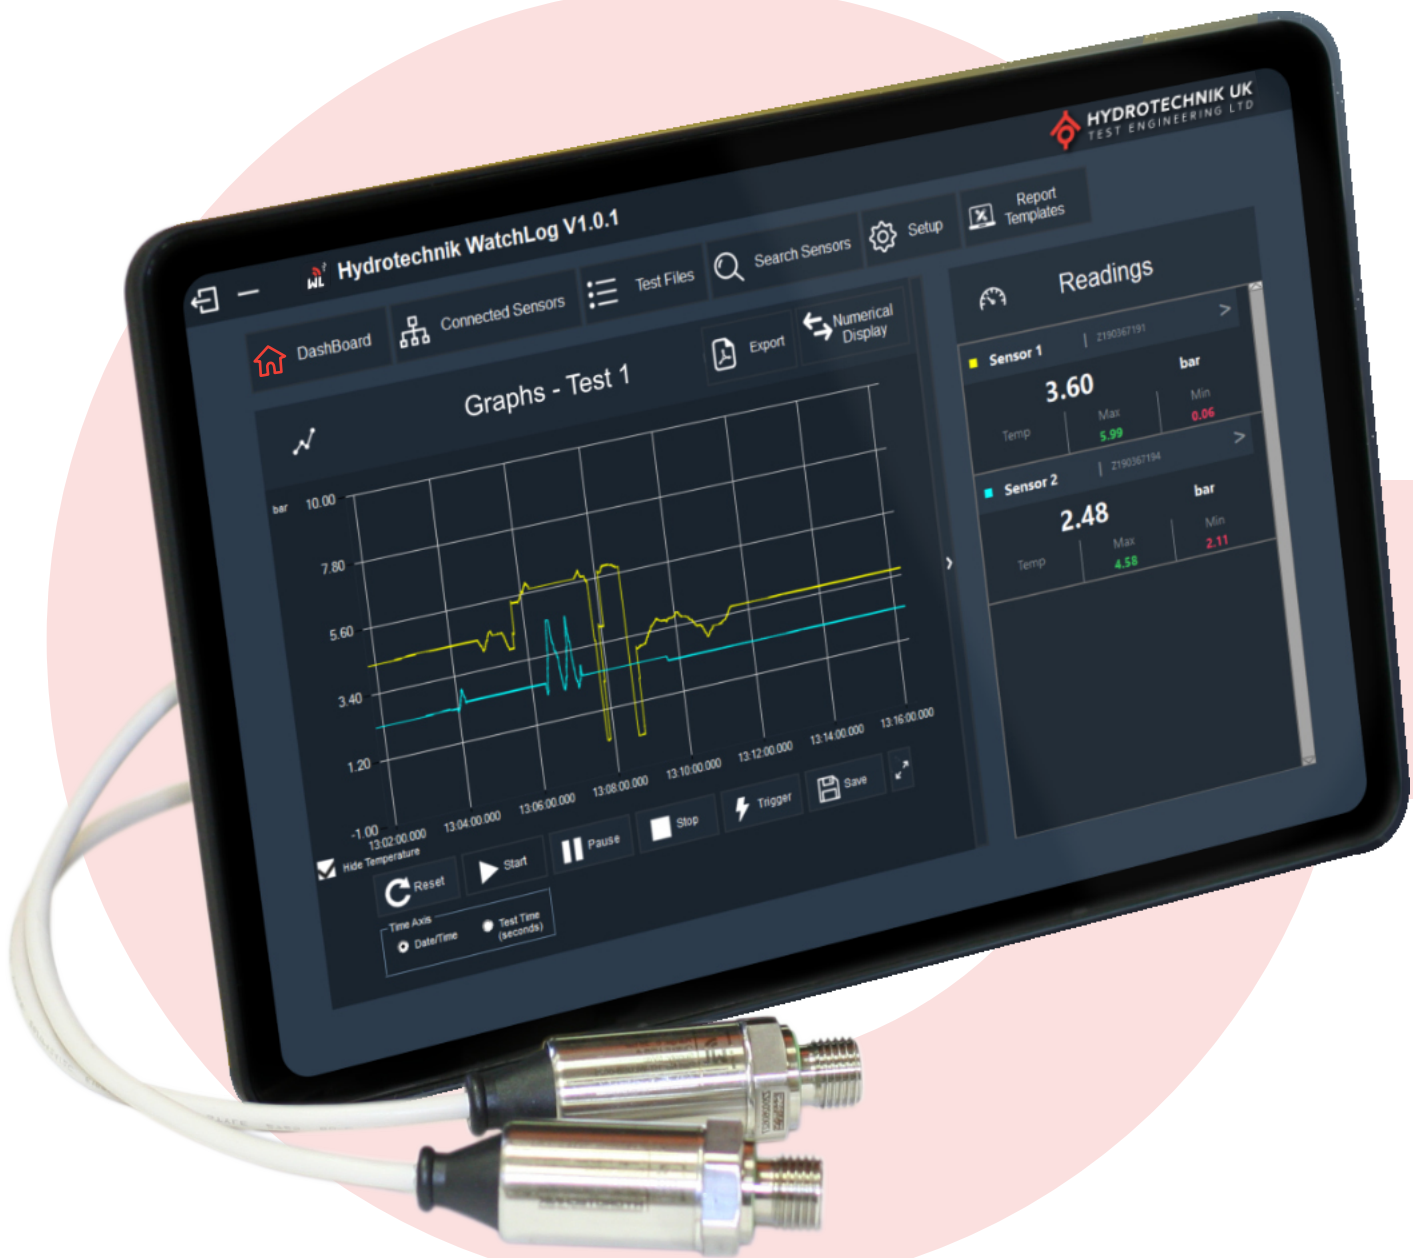 HYDROTECHNIK UK
TEST ENGINEERING LTD
WL Hydrotechnik WatchLog V1.0.1
DashBoard
Connected Sensors
Test Files
Search Sensors
Setup
Report
Templates
Graphs - Test 1
Export
Numerical
Display
bar
10.00
7.80
5.60
3.40
1.20
-1.00
13:02:00.000
13:04:00.000
13:06:00.000
13:08:00.000
13:10:00.000
13:12:00.000
13:14:00.000
13:16:00.000
Hide Temperature
Reset
Start
Pause
Stop
Trigger
Save
Time Axis
Date/Time
Test Time
(seconds)
Readings
Sensor 1 | Z190367191 >
3.60 bar
Temp
Max
5.99
Min
0.06
Sensor 2 | Z190367194 >
2.48 bar
Temp
Max
4.58
Min
2.11